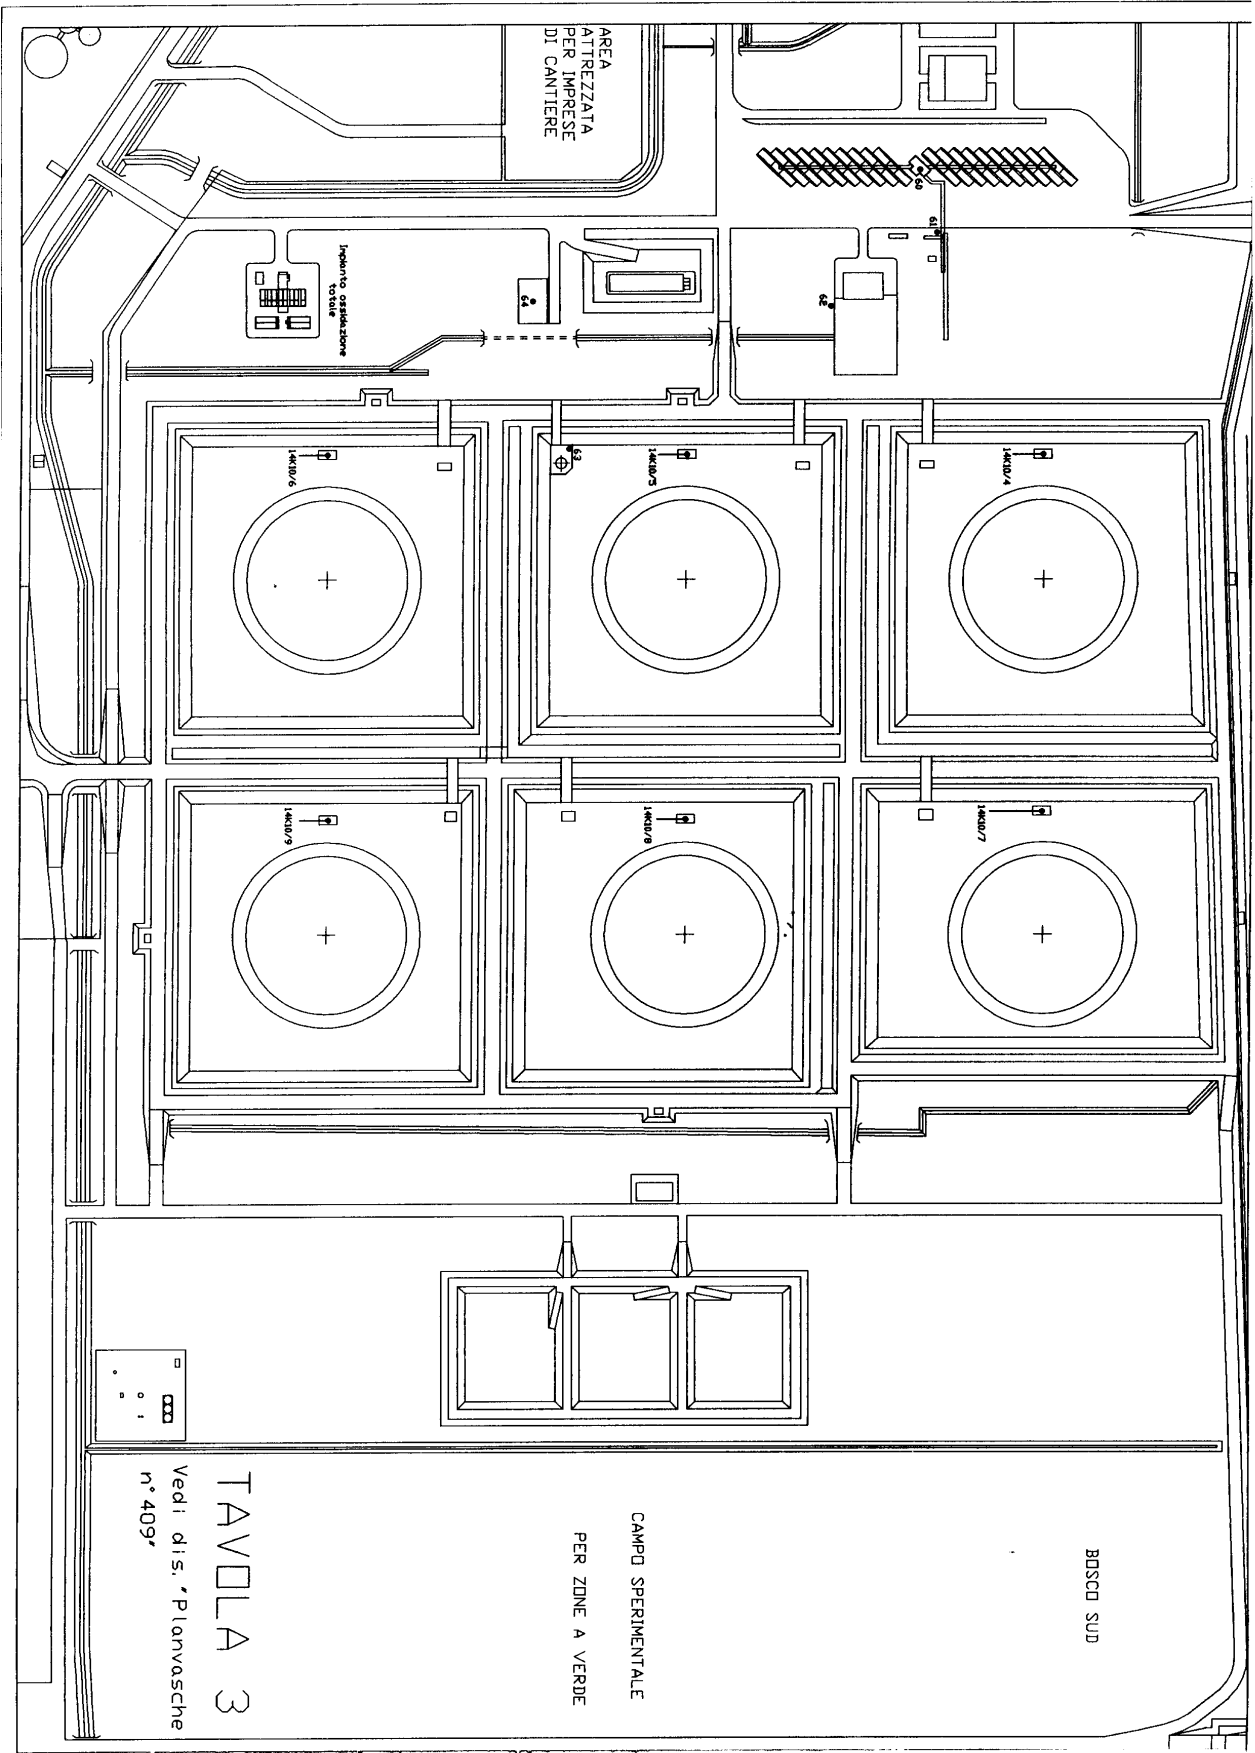 AREA
ATTREZZATA
PER IMPRESE
DI CANTIERE
60
61
62
Impianto ossidazione
totale
64
14K10/6
63
14K10/5
14K10/4
14K10/9
14K10/8
14K10/7
TAVOLA 3
Vedi dis. "Planvasche
n° 409"
CAMPO SPERIMENTALE
PER ZONE A VERDE
BOSCO SUD